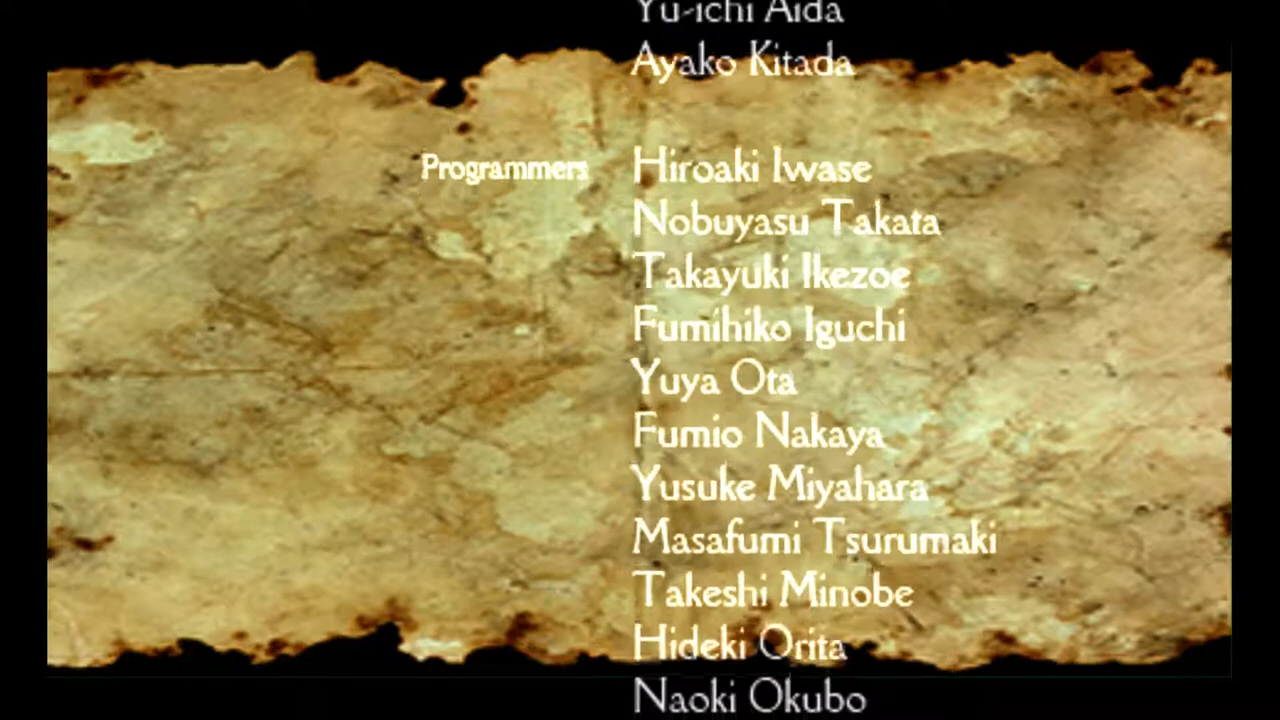 Yu-ichi Aida
Ayako Kitada
Programmers Hiroaki Iwase
Nobuyasu Takata
Takayuki Ikezoe
Fumihiko Iguchi
Yuya Ota
Fumio Nakaya
Yusuke Miyahara
Masafumi Tsurumaki
Takeshi Minobe
Hideki Orita
Naoki Okubo